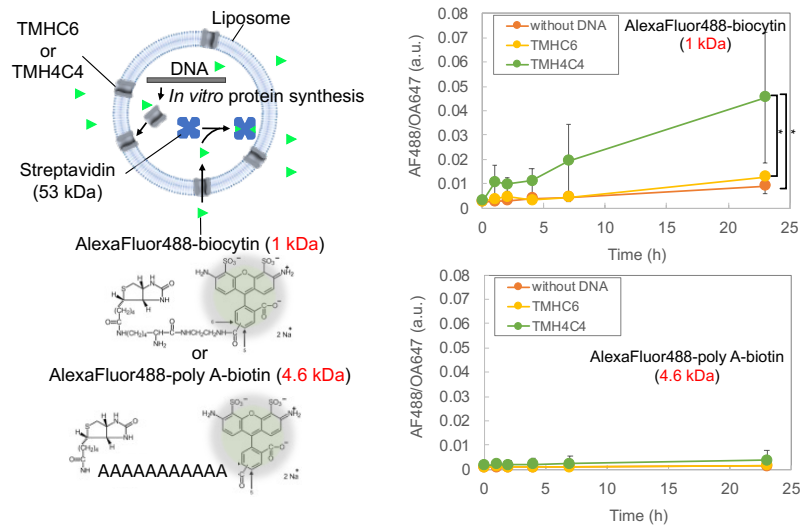 TMHC6
or
TMH4C4
Liposome
DNA
In vitro protein synthesis
Streptavidin
(53 kDa)
AlexaFluor488-biocytin (1 kDa)
or
AlexaFluor488-poly A-biotin (4.6 kDa)
AAAAAAAAAAA
2 Na+
2 Na+
AF488/OA647 (a.u.)
0.08
0.07
0.06
0.05
0.04
0.03
0.02
0.01
0
without DNA
TMHC6
TMH4C4
AlexaFluor488-biocytin
(1 kDa)
*
*
0 5 10 15 20 25
Time (h)
AF488/OA647 (a.u.)
0.08
0.07
0.06
0.05
0.04
0.03
0.02
0.01
0
without DNA
TMHC6
TMH4C4
AlexaFluor488-poly A-biotin
(4.6 kDa)
0 5 10 15 20 25
Time (h)